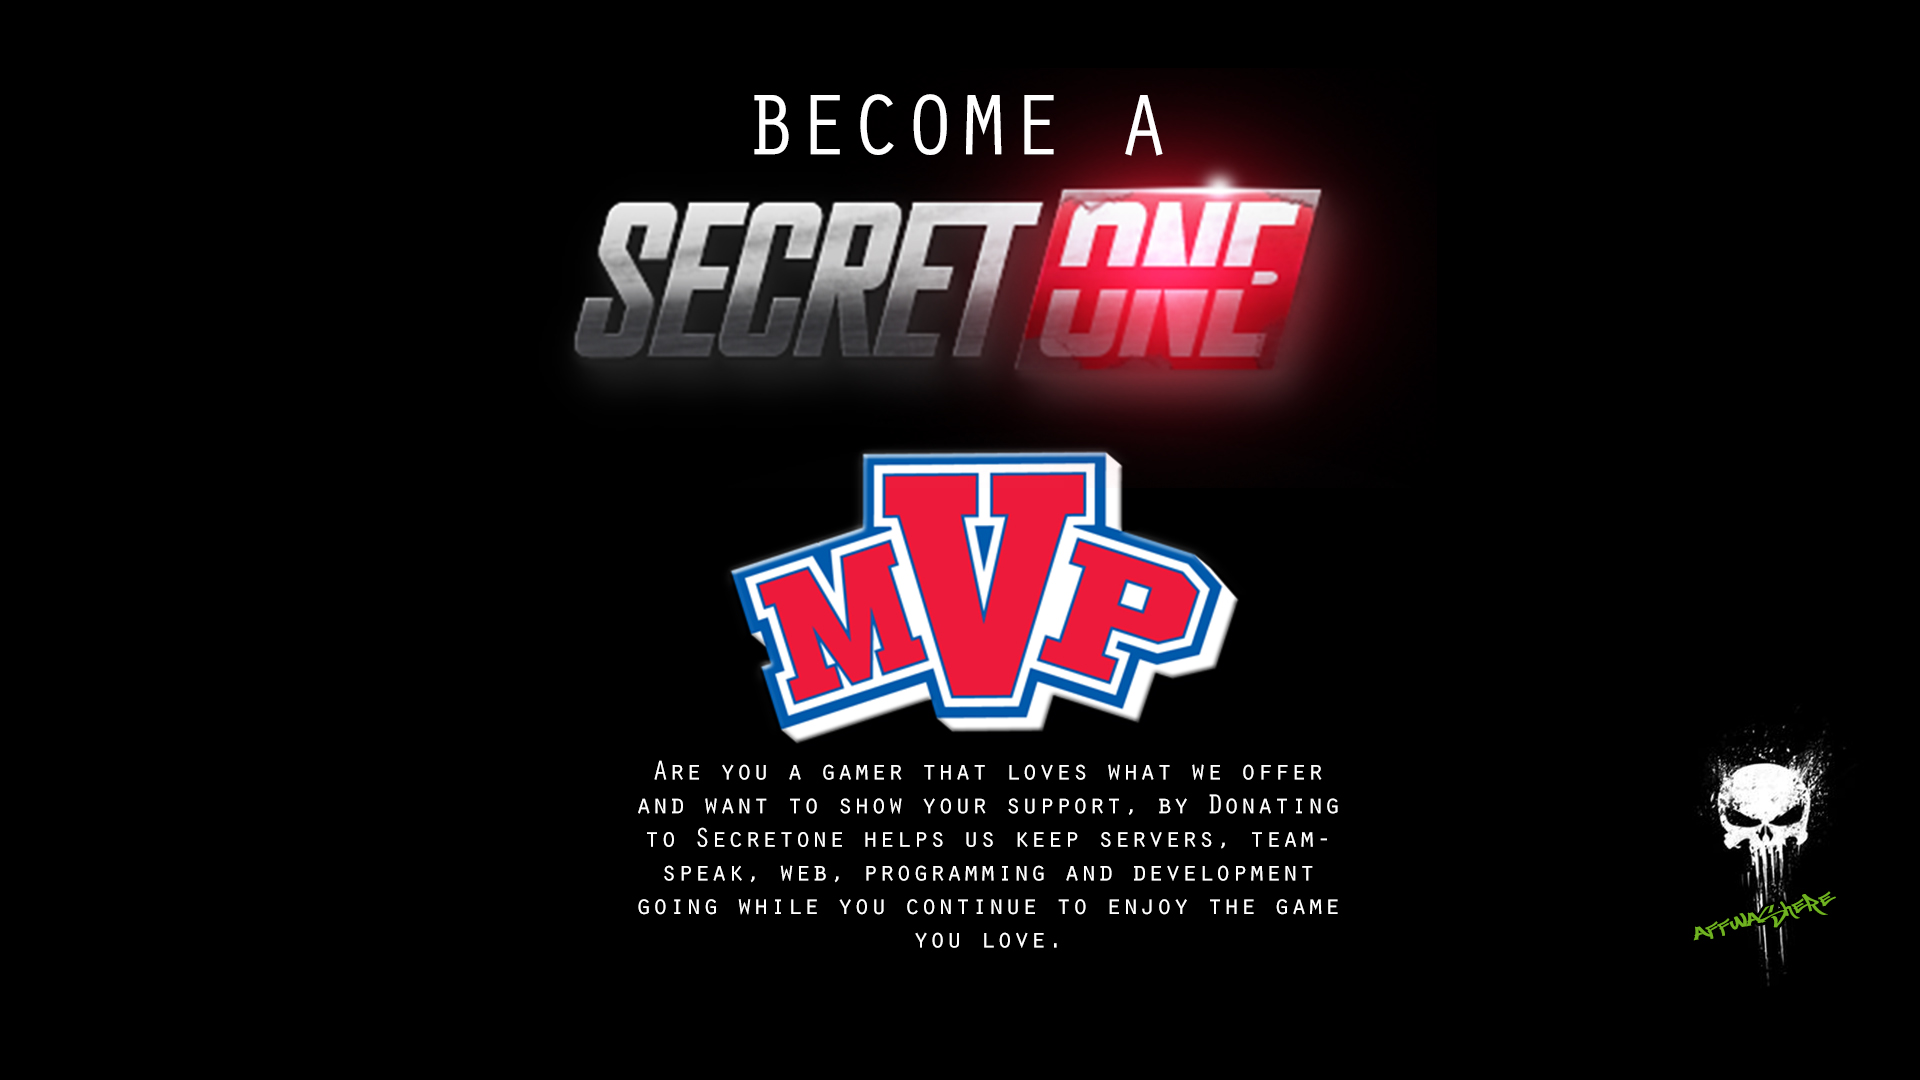 BECOME A
SECRET ONE
MVP
ARE YOU A GAMER THAT LOVES WHAT WE OFFER
AND WANT TO SHOW YOUR SUPPORT, BY DONATING
TO SECRETONE HELPS US KEEP SERVERS, TEAM-
SPEAK, WEB, PROGRAMMING AND DEVELOPMENT
GOING WHILE YOU CONTINUE TO ENJOY THE GAME
YOU LOVE.
AFFWASHERE